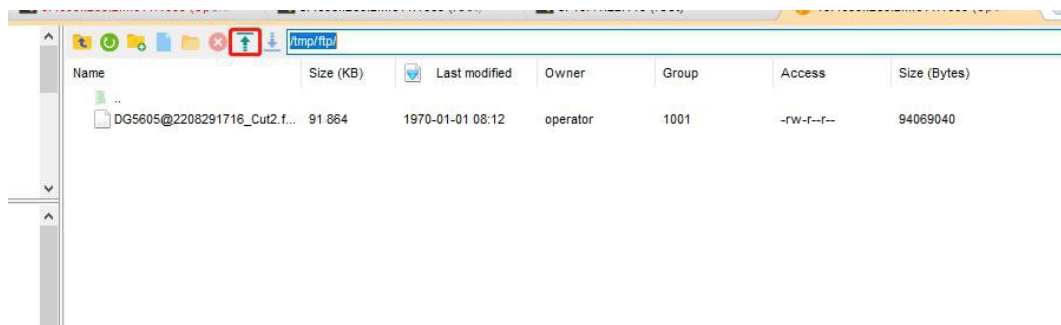 /tmp/ftp/
Name Size (KB) Last modified Owner Group Access Size (Bytes)
..
DG5605@2208291716_Cut2.f... 91 864 1970-01-01 08:12 operator 1001 -rw-r--r-- 94069040